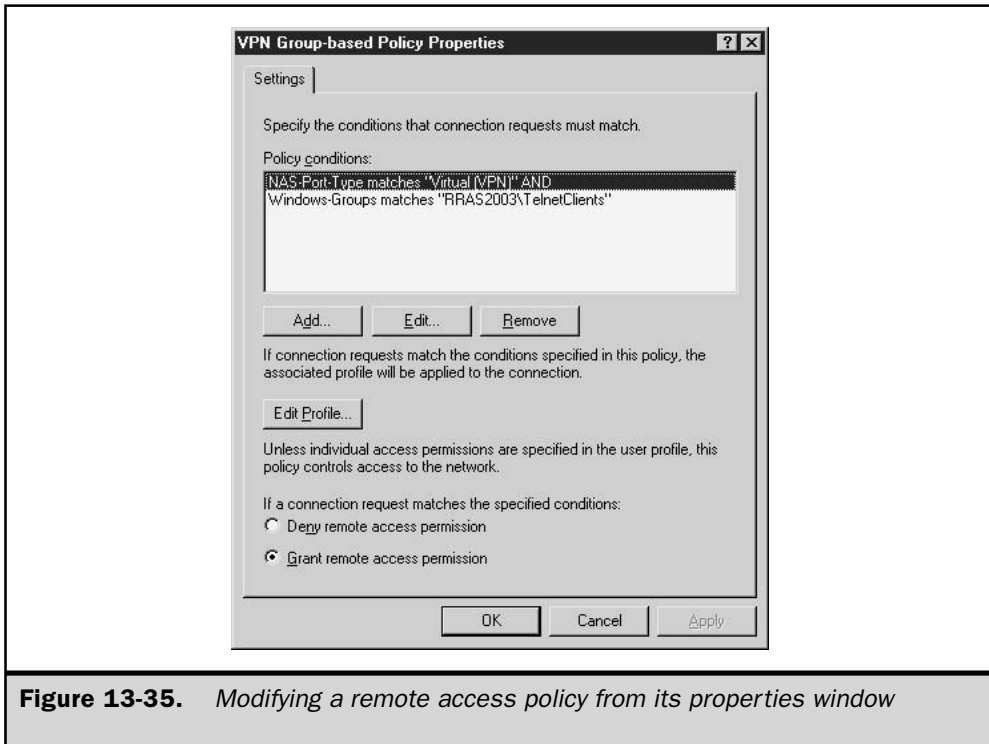 VPN Group-based Policy Properties
? ×
Settings
Specify the conditions that connection requests must match.
Policy conditions:
NAS-Port-Type matches "Virtual (VPN)" AND
Windows-Groups matches "RRAS2003\TelnetClients"
Add... Edit... Remove
If connection requests match the conditions specified in this policy, the
associated profile will be applied to the connection.
Edit Profile...
Unless individual access permissions are specified in the user profile, this
policy controls access to the network.
If a connection request matches the specified conditions:
Deny remote access permission
Grant remote access permission
OK Cancel Apply
Figure 13-35. Modifying a remote access policy from its properties window